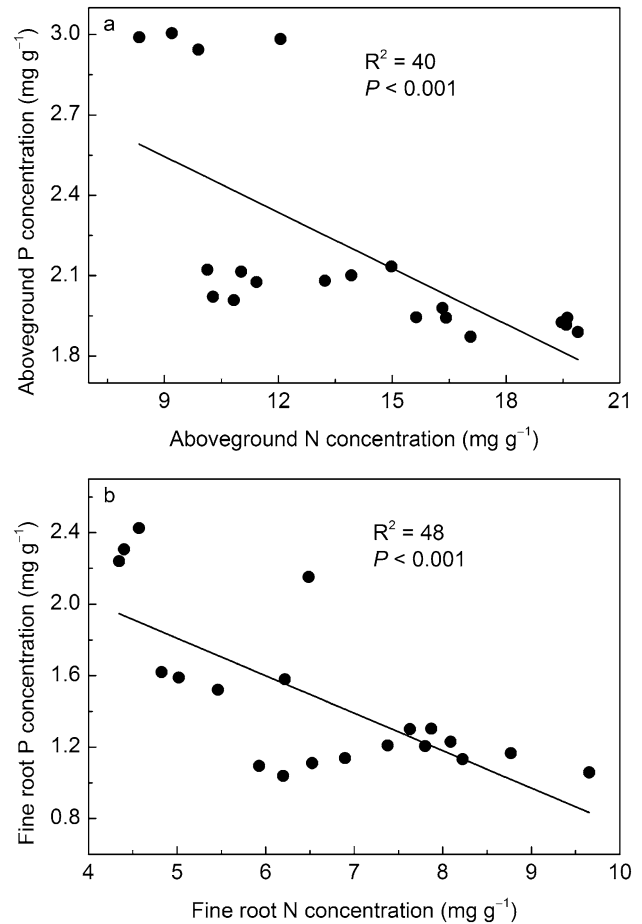 a
3.0
2.7
2.4
2.1
1.8
R² = 40
P < 0.001
Aboveground P concentration (mg g⁻¹)
9 12 15 18 21
Aboveground N concentration (mg g⁻¹)
b
2.4
2.0
1.6
1.2
0.8
R² = 48
P < 0.001
Fine root P concentration (mg g⁻¹)
4 5 6 7 8 9 10
Fine root N concentration (mg g⁻¹)